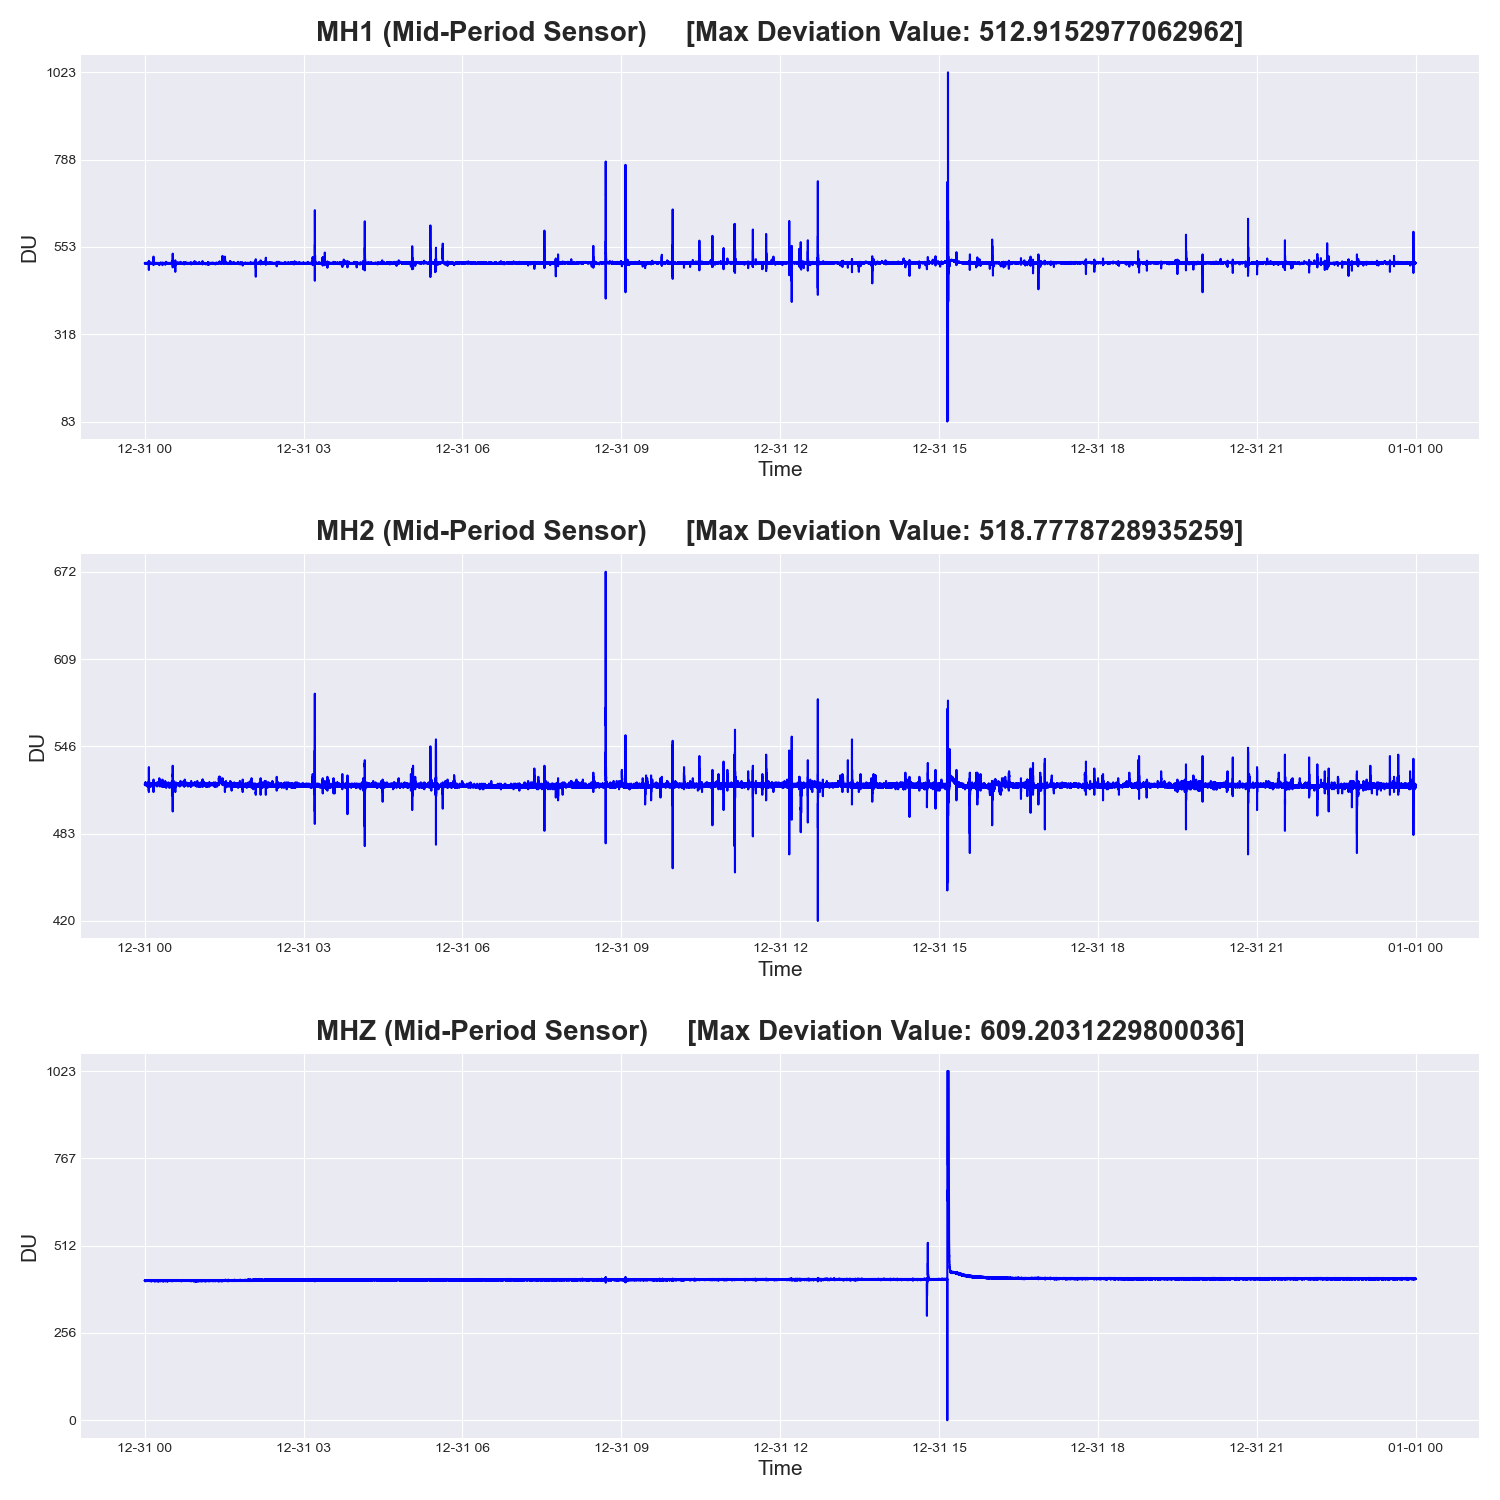 MH1 (Mid-Period Sensor) [Max Deviation Value: 512.9152977062962]
1023
788
553
318
83
DU
12-31 00 12-31 03 12-31 06 12-31 09 12-31 12 12-31 15 12-31 18 12-31 21 01-01 00
Time
MH2 (Mid-Period Sensor) [Max Deviation Value: 518.7778728935259]
672
609
546
483
420
DU
12-31 00 12-31 03 12-31 06 12-31 09 12-31 12 12-31 15 12-31 18 12-31 21 01-01 00
Time
MHZ (Mid-Period Sensor) [Max Deviation Value: 609.2031229800036]
1023
767
512
256
0
DU
12-31 00 12-31 03 12-31 06 12-31 09 12-31 12 12-31 15 12-31 18 12-31 21 01-01 00
Time